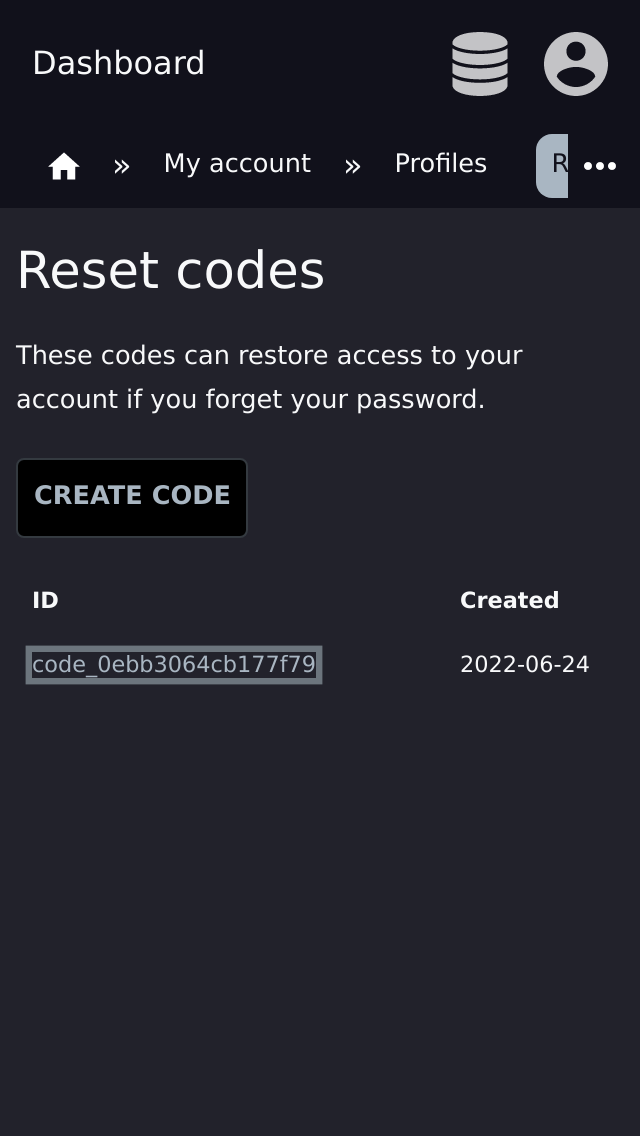 Dashboard
» My account » Profiles R
Reset codes
These codes can restore access to your
account if you forget your password.
CREATE CODE
ID Created
code_0ebb3064cb177f79 2022-06-24